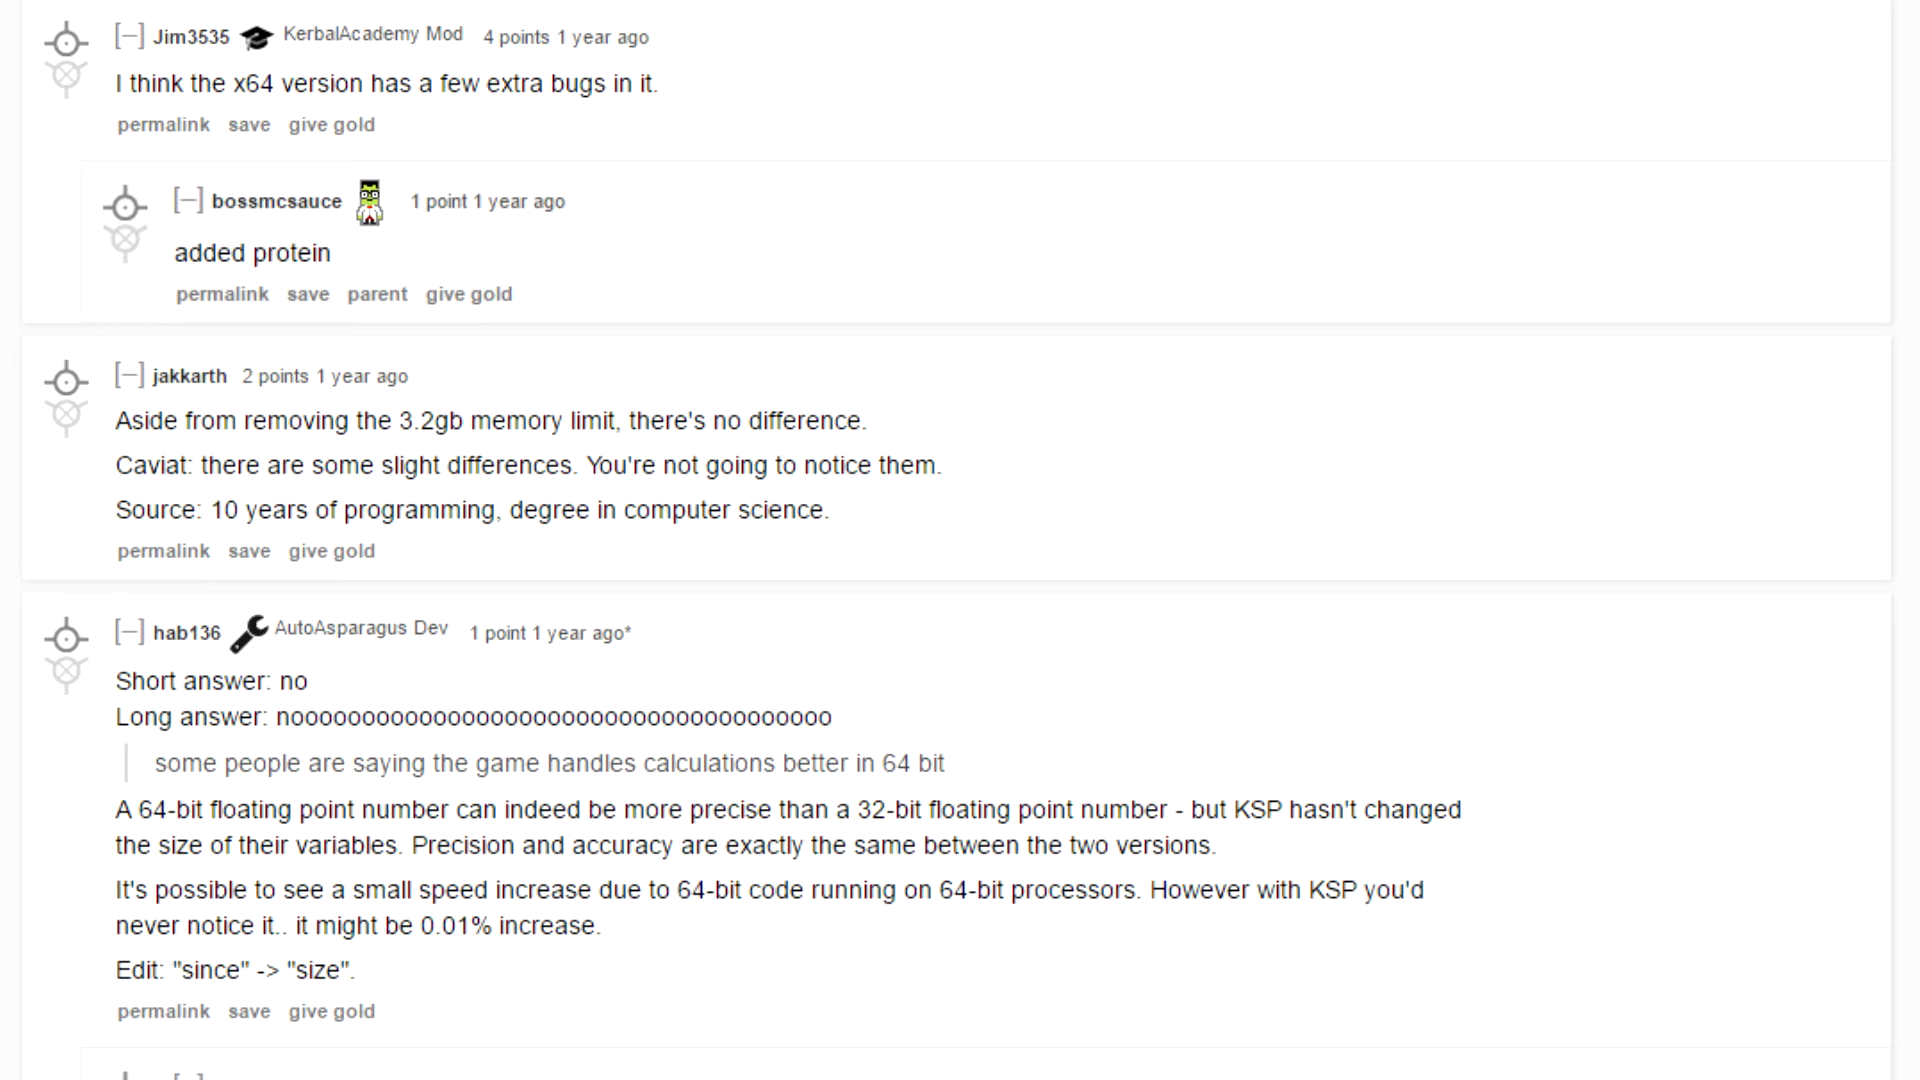 [–] Jim3535 KerbalAcademy Mod 4 points 1 year ago
I think the x64 version has a few extra bugs in it.
permalink save give gold
[–] bossmcsauce 1 point 1 year ago
added protein
permalink save parent give gold
[–] jakkarth 2 points 1 year ago
Aside from removing the 3.2gb memory limit, there's no difference.
Caviat: there are some slight differences. You're not going to notice them.
Source: 10 years of programming, degree in computer science.
permalink save give gold
[–] hab136 AutoAsparagus Dev 1 point 1 year ago*
Short answer: no
Long answer: noooooooooooooooooooooooooooooooooooooo
some people are saying the game handles calculations better in 64 bit
A 64-bit floating point number can indeed be more precise than a 32-bit floating point number - but KSP hasn't changed
the size of their variables. Precision and accuracy are exactly the same between the two versions.
It's possible to see a small speed increase due to 64-bit code running on 64-bit processors. However with KSP you'd
never notice it.. it might be 0.01% increase.
Edit: "since" -> "size".
permalink save give gold